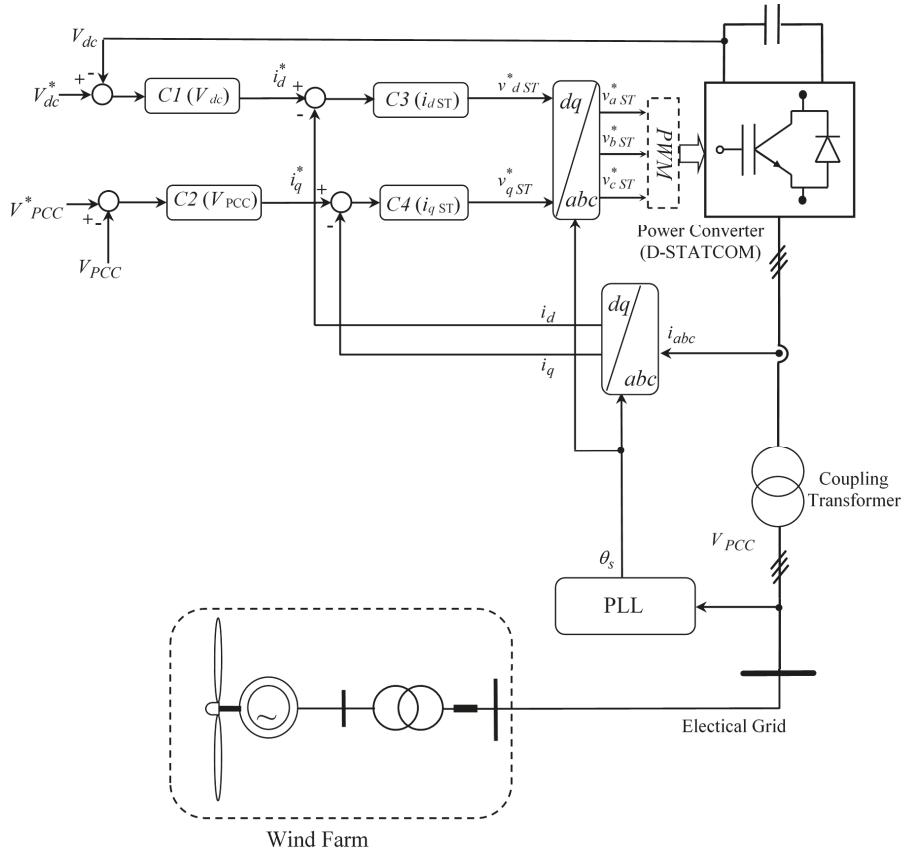 V_dc
V*_dc
+ -
C1 (V_dc)
i*_d
+
-
C3 (i_d ST)
v*_d ST
dq
abc
v*_a ST
v*_b ST
v*_c ST
PWM
V*_PCC
+ -
V_PCC
C2 (V_PCC)
i*_q
+
-
C4 (i_q ST)
v*_q ST
Power Converter
(D-STATCOM)
i_d
i_q
dq
abc
i_abc
Coupling
Transformer
V_PCC
θ_s
PLL
~
Electical Grid
Wind Farm